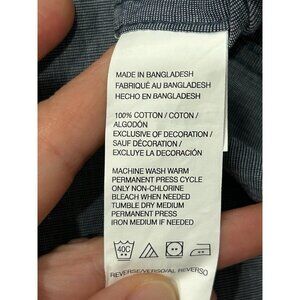 MADE IN BANGLADESH
FABRIQUÉ AU BANGLADESH
HECHO EN BANGLADESH
100% COTTON / COTON /
ALGODÓN
EXCLUSIVE OF DECORATION /
SAUF DÉCORATION /
EXCLUYE LA DECORACIÓN
MACHINE WASH WARM
PERMANENT PRESS CYCLE
ONLY NON-CHLORINE
BLEACH WHEN NEEDED
TUMBLE DRY MEDIUM
PERMANENT PRESS
IRON MEDIUM IF NEEDED
40C
REVERSE/VERSO/AL REVERSO